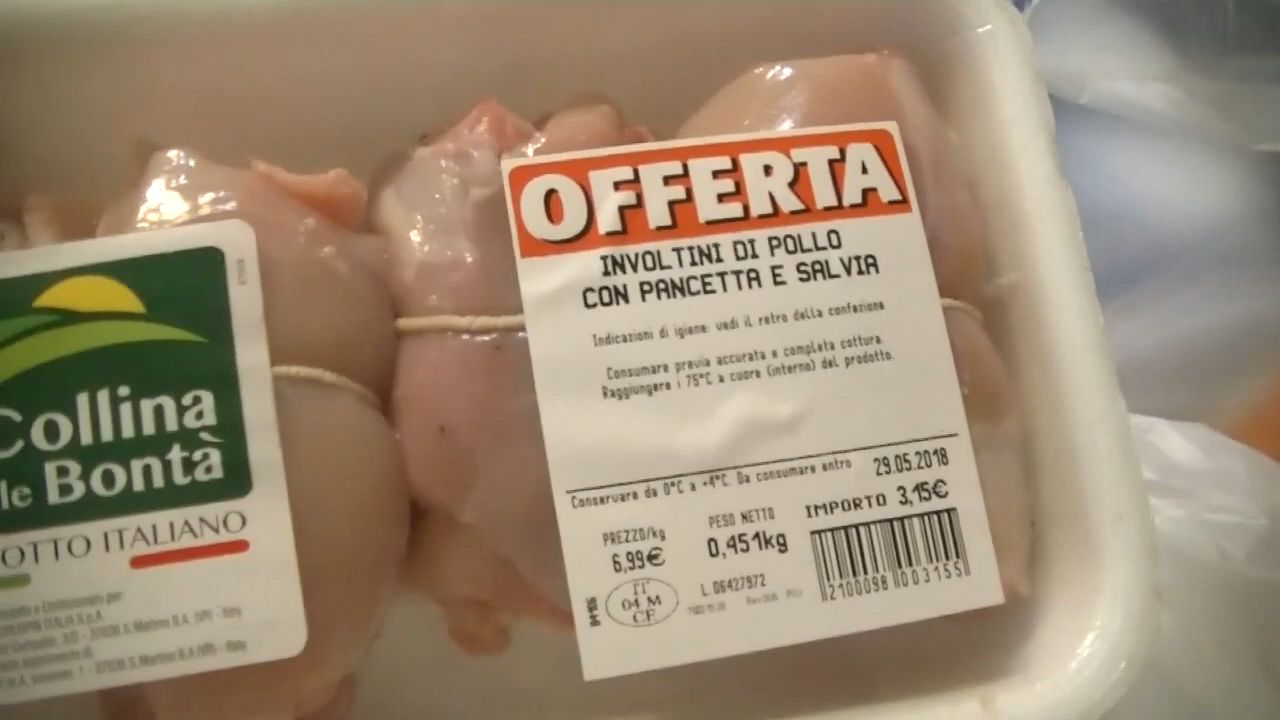 Collina
le Bontà
OTTO ITALIANO
OFFERTA
INVOLTINI DI POLLO
CON PANCETTA E SALVIA
Indicazioni di igiene: vedi il retro della confezione
Consumare previa accurata e completa cottura.
Raggiungere i 75°C a cuore (interno) del prodotto.
Conservare da 0°C a +4°C. Da consumare entro 29.05.2018
PREZZO/kg PESO NETTO IMPORTO 3,15€
6,99€ 0,451kg
IT
04 M
CE
L.06427972
2100098 003155